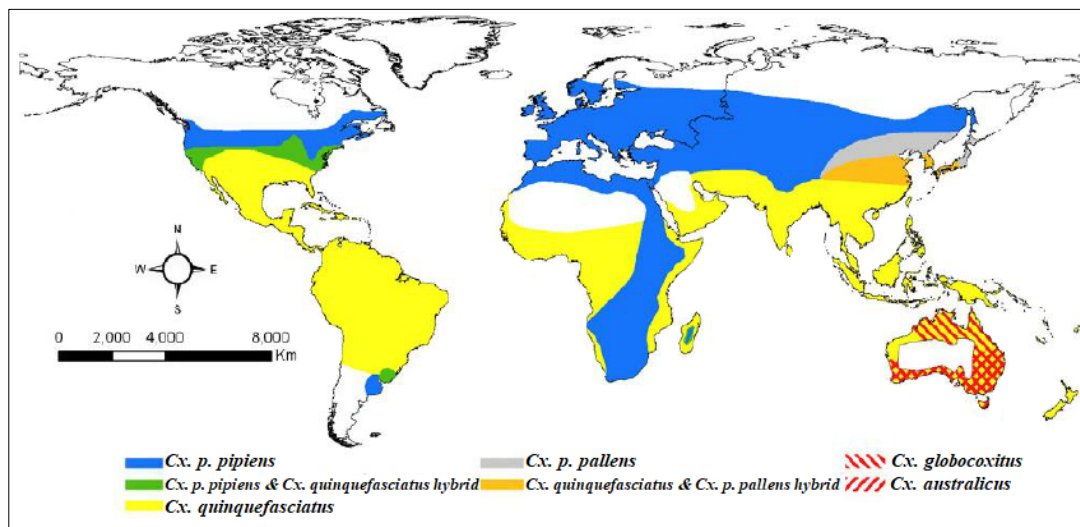 N
W E
S
0 2,000 4,000 8,000
Km
Cx. p. pipiens Cx. p. pallens Cx. globocoxitus
Cx. p. pipiens & Cx. quinquefasciatus hybrid Cx. quinquefasciatus & Cx. p. pallens hybrid Cx. australicus
Cx. quinquefasciatus